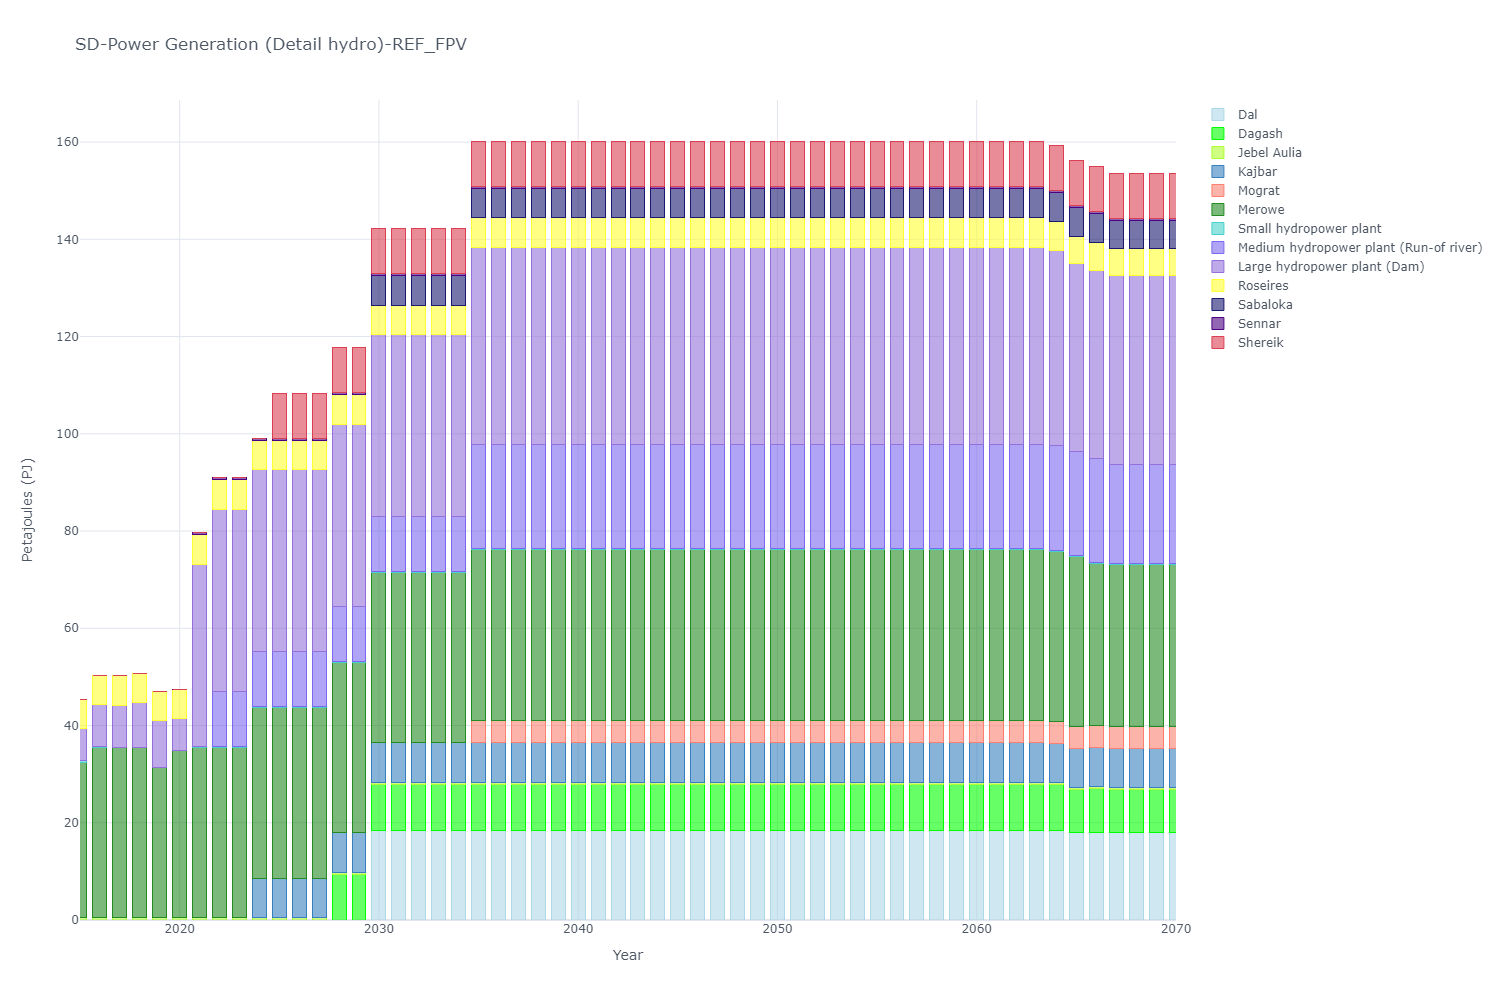 SD-Power Generation (Detail hydro)-REF_FPV
Petajoules (PJ)
160
140
120
100
80
60
40
20
0
2020
2030
2040
2050
2060
2070
Year
Dal
Dagash
Jebel Aulia
Kajbar
Mograt
Merowe
Small hydropower plant
Medium hydropower plant (Run-of river)
Large hydropower plant (Dam)
Roseires
Sabaloka
Sennar
Shereik